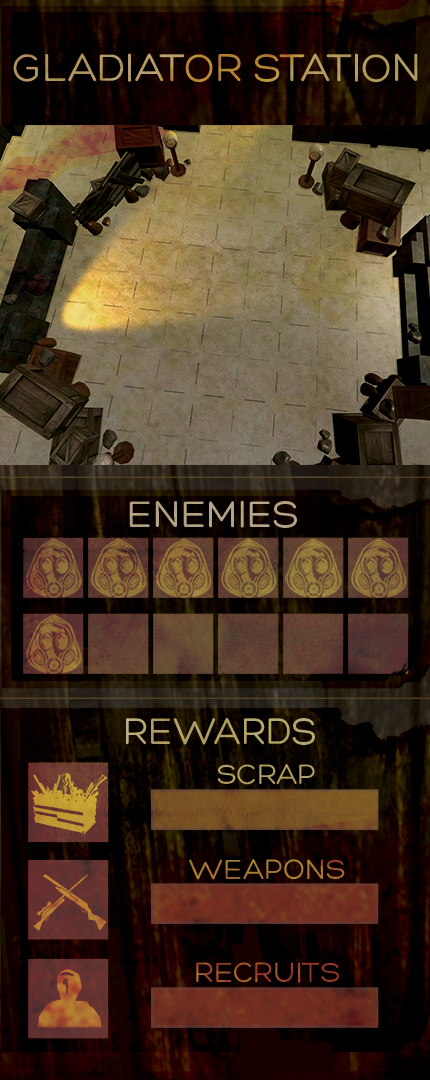 GLADIATOR STATION
ENEMIES
REWARDS
SCRAP
WEAPONS
RECRUITS